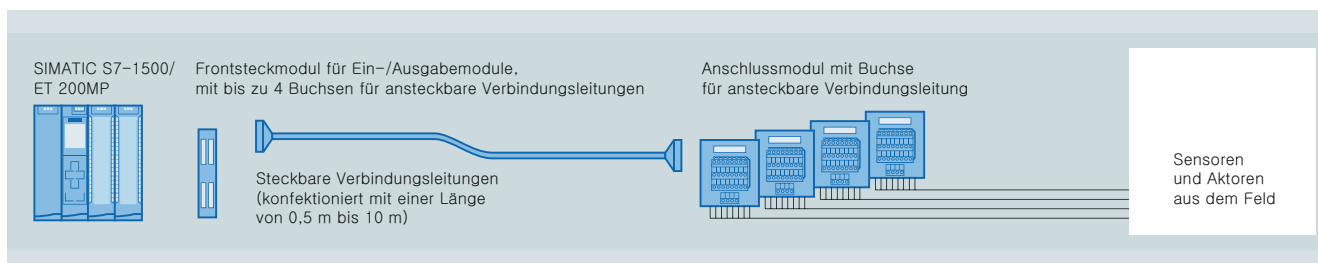 SIMATIC S7-1500/
ET 200MP
Frontsteckmodul für Ein-/Ausgabemodule,
mit bis zu 4 Buchsen für ansteckbare Verbindungsleitungen
Steckbare Verbindungsleitungen
(konfektioniert mit einer Länge
von 0,5 m bis 10 m)
Anschlussmodul mit Buchse
für ansteckbare Verbindungsleitung
Sensoren
und Aktoren
aus dem Feld